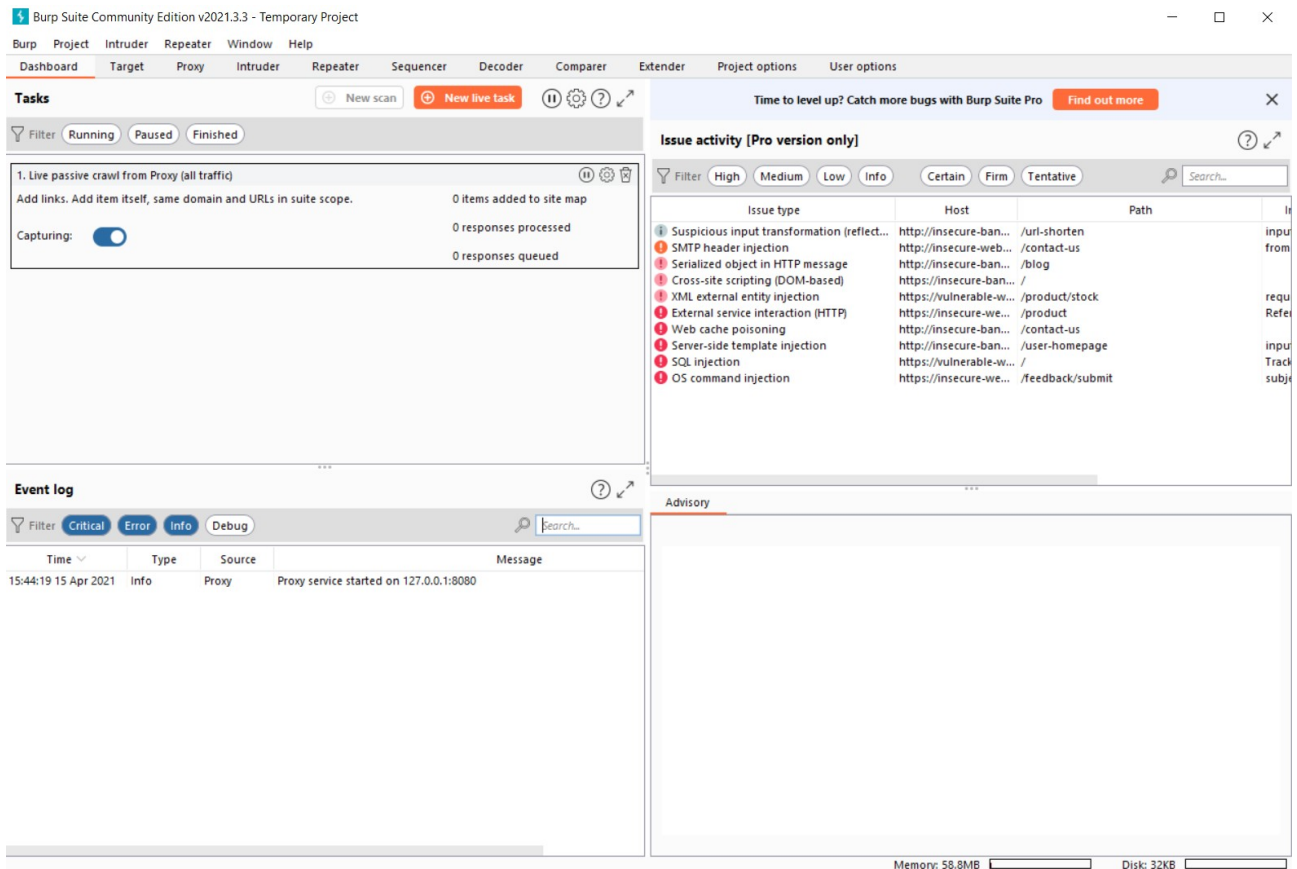 Burp Suite Community Edition v2021.3.3 - Temporary Project
Burp Project Intruder Repeater Window Help
Dashboard Target Proxy Intruder Repeater Sequencer Decoder Comparer Extender Project options User options
Tasks
New scan
New live task
Filter Running Paused Finished
1. Live passive crawl from Proxy (all traffic)
Add links. Add item itself, same domain and URLs in suite scope.
Capturing:
0 items added to site map
0 responses processed
0 responses queued
Event log
Filter Critical Error Info Debug Search...
Time Type Source Message
15:44:19 15 Apr 2021 Info Proxy Proxy service started on 127.0.0.1:8080
Time to level up? Catch more bugs with Burp Suite Pro Find out more
Issue activity [Pro version only]
Filter High Medium Low Info Certain Firm Tentative Search...
Issue type Host Path I
Suspicious input transformation (reflect... http://insecure-ban... /url-shorten inpu
SMTP header injection http://insecure-web... /contact-us from
Serialized object in HTTP message http://insecure-ban... /blog
Cross-site scripting (DOM-based) https://insecure-ban... /
XML external entity injection https://vulnerable-w... /product/stock requ
External service interaction (HTTP) https://insecure-we... /product Refe
Web cache poisoning http://insecure-ban... /contact-us
Server-side template injection http://insecure-ban... /user-homepage inpu
SQL injection https://vulnerable-w... / Track
OS command injection https://insecure-we... /feedback/submit subje
Advisory
Memory: 58.8MB Disk: 32KB